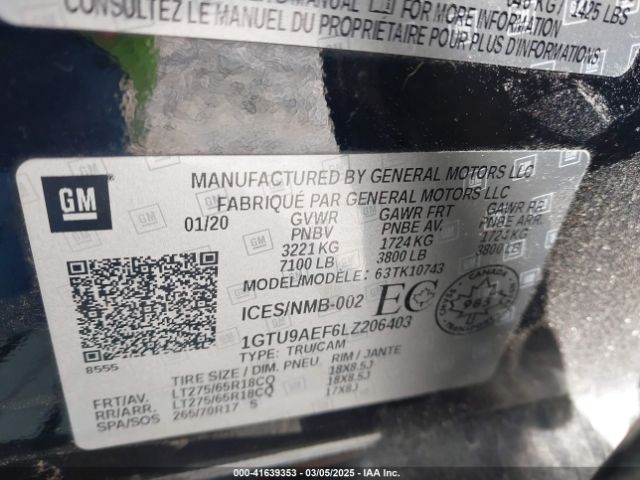 FOR MORE INFORMATION 1425 LBS
CONSULTEZ LE MANUEL DU PROPRIÉTAIRE POUR PLUS D'INFORMATIONS
GM
MANUFACTURED BY GENERAL MOTORS LLC
FABRIQUÉ PAR GENERAL MOTORS LLC
01/20 GVWR GAWR FRT GAWR RR
PNBV PNBE AV. PNBE ARR.
3221 KG 1724 KG 1724 KG
7100 LB 3800 LB 3800 LB
MODEL/MODÈLE: 63TK10743
ICES/NMB-002 EC CANADA 985
1GTU9AEF6LZ206403
8555 TYPE: TRU/CAM
TIRE SIZE / DIM. PNEU. RIM / JANTE
FRT/AV. LT275/65R18CQ 18X8.5J
RR/ARR. LT275/65R18CQ 18X8.5J
SPA/SOS 265/70R17 S 17X8J
000-41639353 — 03/05/2025 — IAA Inc.